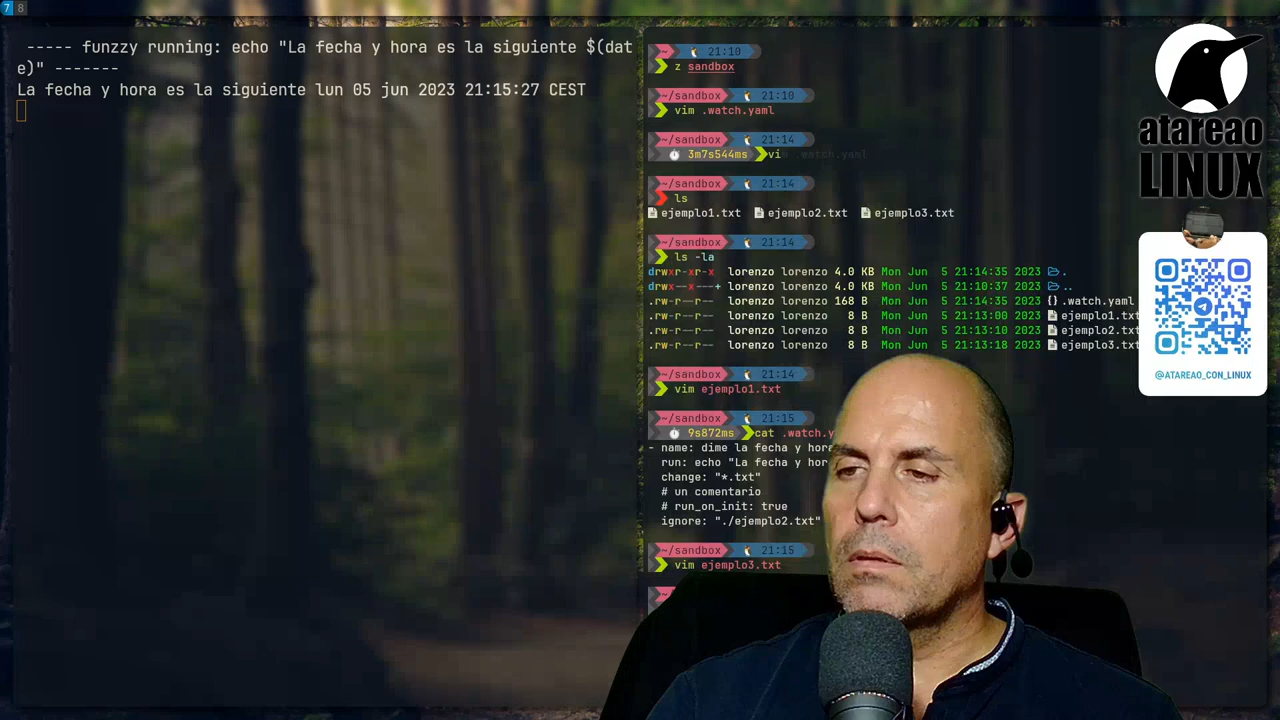 7 8
----- funzzy running: echo "La fecha y hora es la siguiente $(dat
e)" -------
La fecha y hora es la siguiente lun 05 jun 2023 21:15:27 CEST
~ 21:10
z sandbox
~/sandbox 21:10
vim .watch.yaml
~/sandbox 21:14
3m7s544ms vim .watch.yaml
~/sandbox 21:14
ls
ejemplo1.txt ejemplo2.txt ejemplo3.txt
~/sandbox 21:14
ls -la
drwxr-xr-x lorenzo lorenzo 4.0 KB Mon Jun 5 21:14:35 2023 .
drwx--x---+ lorenzo lorenzo 4.0 KB Mon Jun 5 21:10:37 2023 ..
.rw-r--r-- lorenzo lorenzo 168 B Mon Jun 5 21:14:35 2023 {} .watch.yaml
.rw-r--r-- lorenzo lorenzo 8 B Mon Jun 5 21:13:00 2023 ejemplo1.txt
.rw-r--r-- lorenzo lorenzo 8 B Mon Jun 5 21:13:10 2023 ejemplo2.txt
.rw-r--r-- lorenzo lorenzo 8 B Mon Jun 5 21:13:18 2023 ejemplo3.txt
~/sandbox 21:14
vim ejemplo1.txt
~/sandbox 21:15
9s872ms cat .watch.y
- name: dime la fecha y hora
run: echo "La fecha y hor
change: "*.txt"
# un comentario
# run_on_init: true
ignore: "./ejemplo2.txt"
~/sandbox 21:15
vim ejemplo3.txt
atareao
LINUX
@ATAREAO_CON_LINUX